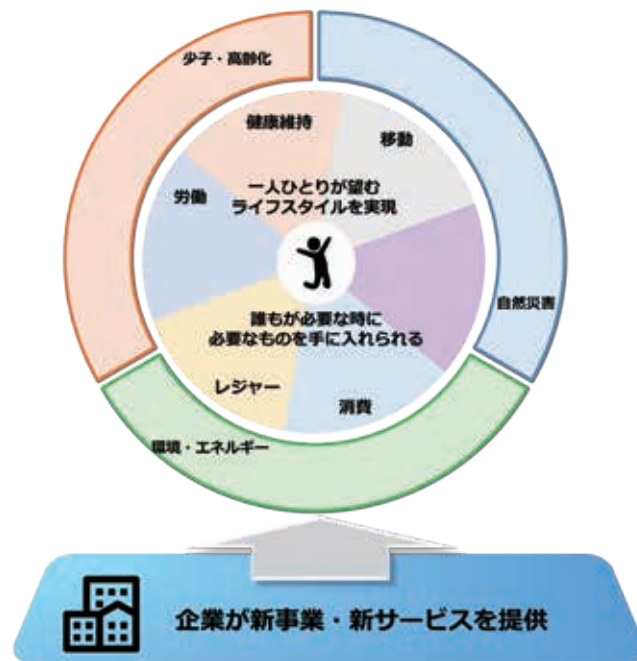 少子・高齢化
健康維持
移動
労働
一人ひとりが望む
ライフスタイルを実現
自然災害
誰もが必要な時に
必要なものを手に入れられる
レジャー
消費
環境・エネルギー
企業が新事業・新サービスを提供